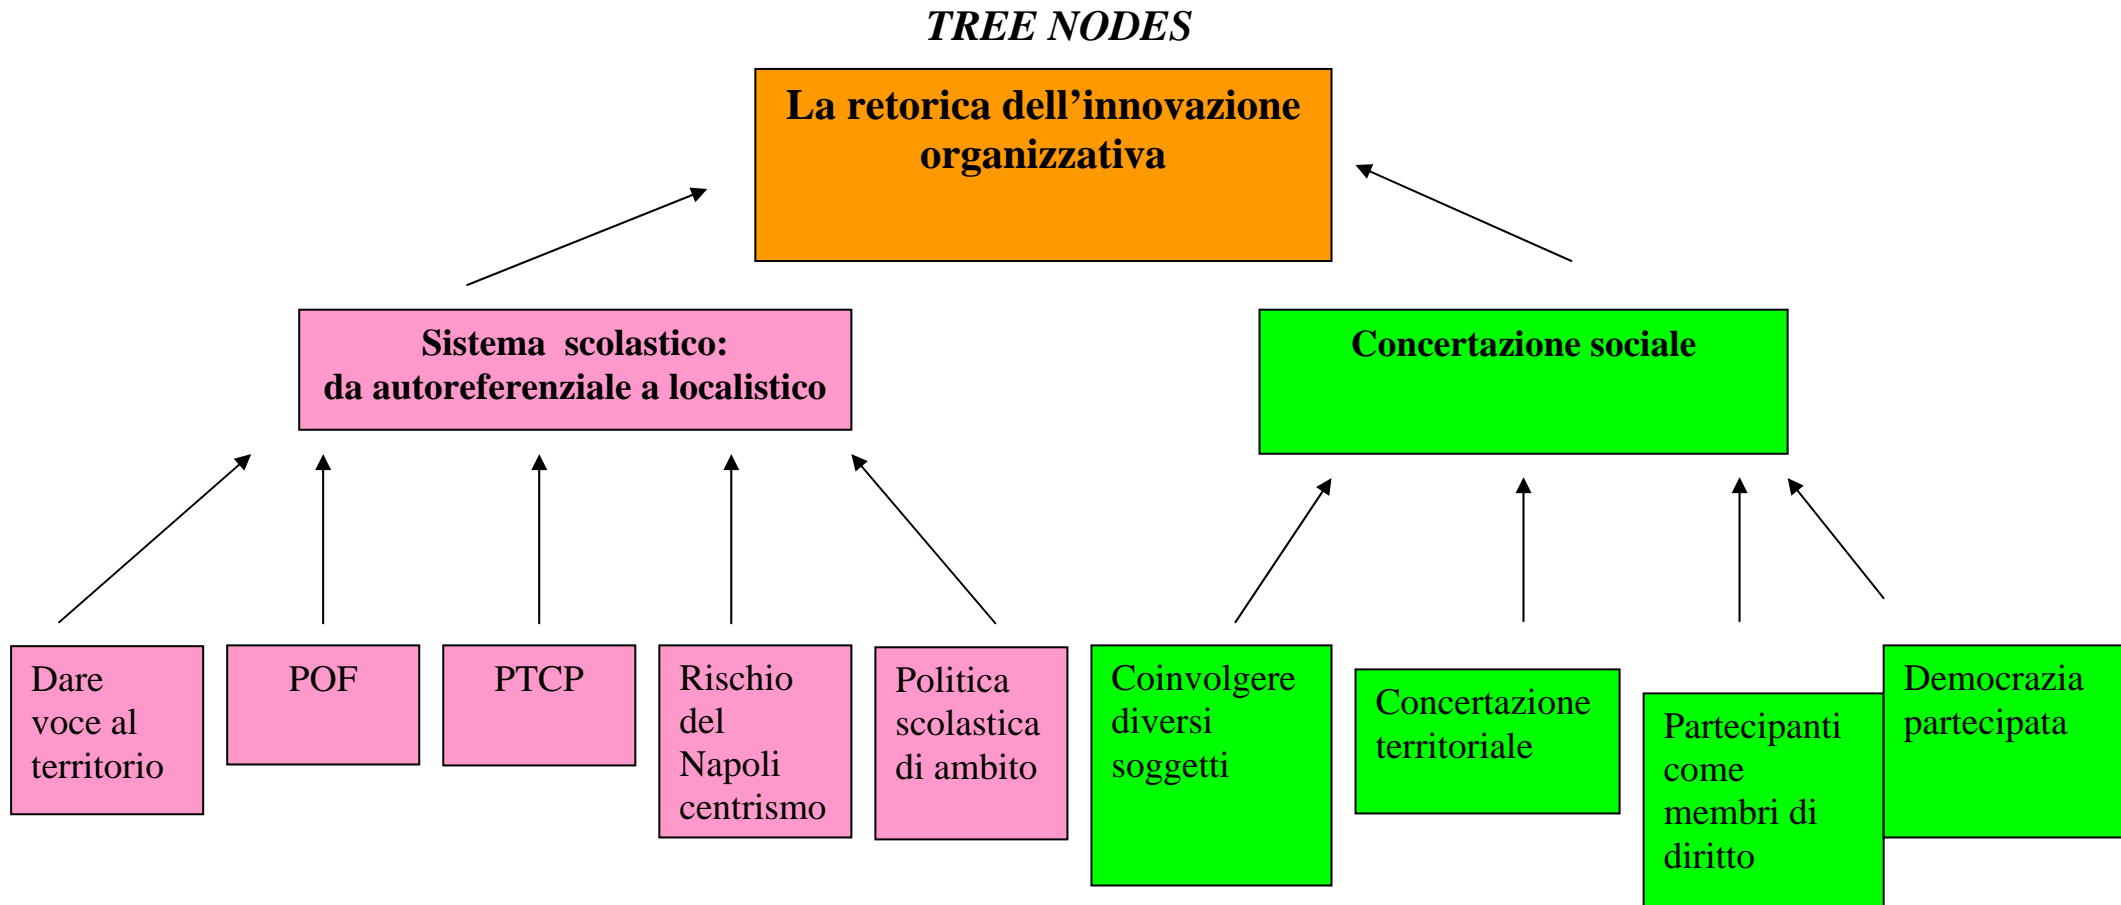 TREE NODES
La retorica dell’innovazione
organizzativa
Sistema  scolastico:
da autoreferenziale a localistico
Concertazione sociale
Dare
voce al
territorio
POF
PTCP
Rischio
del
Napoli
centrismo
Politica
scolastica
di ambito
Coinvolgere
diversi
soggetti
Concertazione
territoriale
Partecipanti
come
membri di
diritto
Democrazia
partecipata